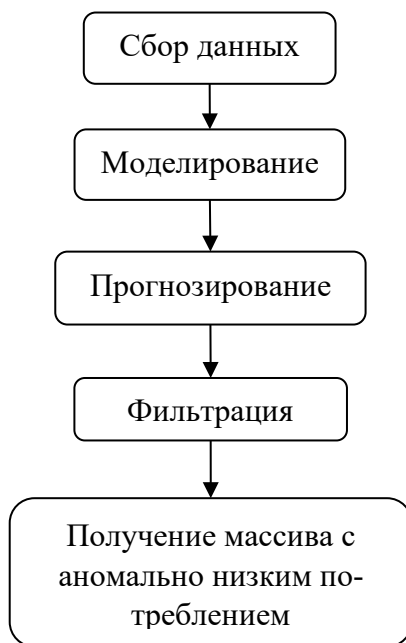 Сбор данных
Моделирование
Прогнозирование
Фильтрация
Получение массива с
аномально низким по-
треблением